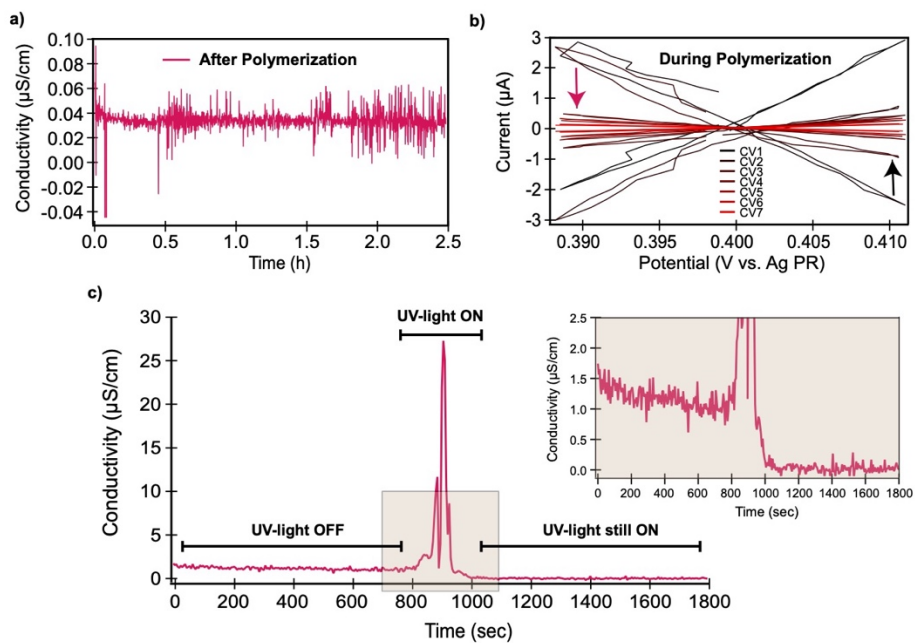 a)
0.10
0.08
0.06
0.04
0.02
0.00
-0.02
-0.04
Conductivity (µS/cm)
After Polymerization
0.0
0.5
1.0
1.5
2.0
2.5
Time (h)
b)
3
2
1
0
-1
-2
-3
Current (µA)
During Polymerization
CV1
CV2
CV3
CV4
CV5
CV6
CV7
0.390
0.395
0.400
0.405
0.410
Potential (V vs. Ag PR)
c)
UV-light ON
30
25
20
15
10
5
0
Conductivity (µS/cm)
UV-light OFF
UV-light still ON
0
200
400
600
800
1000
1200
1400
1600
1800
Time (sec)
2.5
2.0
1.5
1.0
0.5
0.0
Conductivity (µS/cm)
0
200
400
600
800
1000
1200
1400
1600
1800
Time (sec)